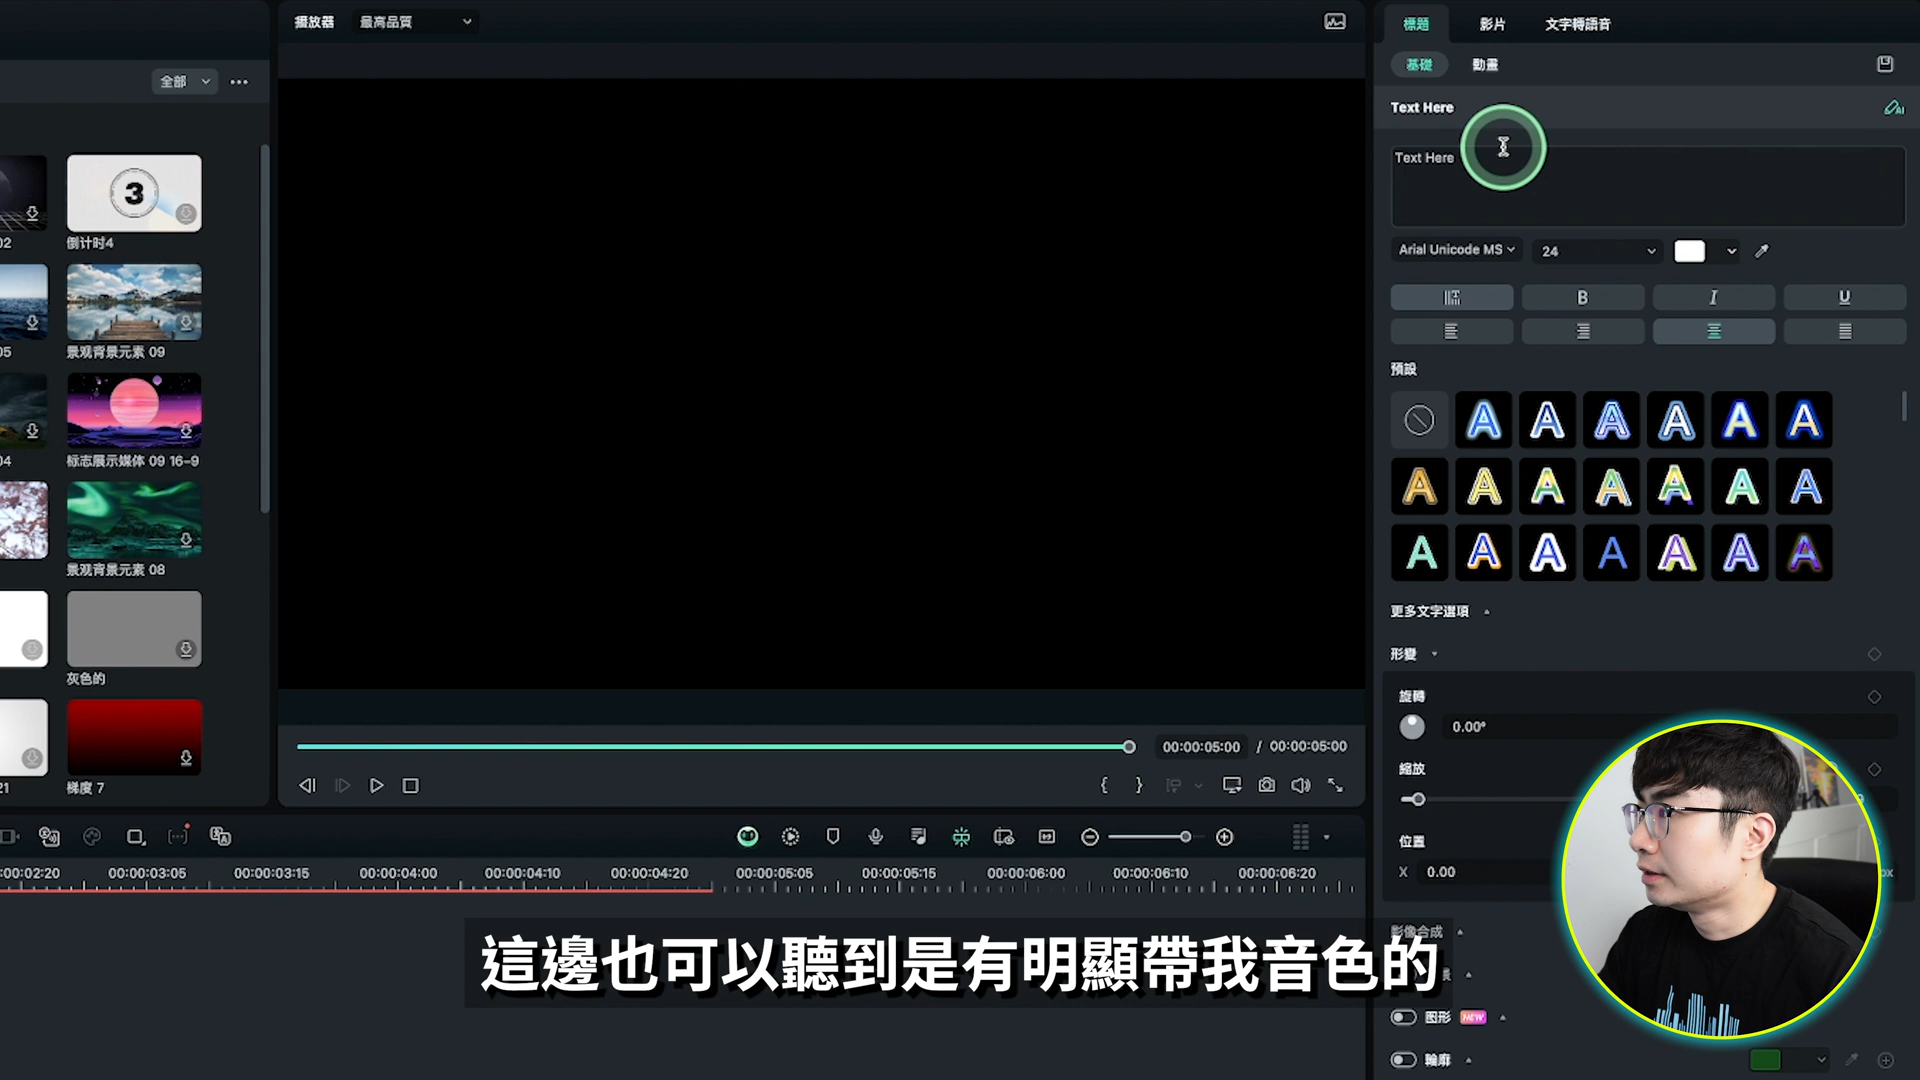 播放器
最高品質
標題
影片
文字轉語音
全部
基礎
動畫
Text Here
AI
Text Here
3
02
倒计时4
Arial Unicode MS
24
B
I
U
05
景观背景元素 09
預設
04
标志展示媒体 09 16-9
景观背景元素 08
更多文字選項
形變
灰色的
旋轉
0.00°
00:00:05:00 / 00:00:05:00
縮放
21
梯度 7
位置
X 0.00
px
:00:02:20
00:00:03:05
00:00:03:15
00:00:04:00
00:00:04:10
00:00:04:20
00:00:05:05
00:00:05:15
00:00:06:00
00:00:06:10
00:00:06:20
影像合成
這邊也可以聽到是有明顯帶我音色的
图形
NEW
輪廓